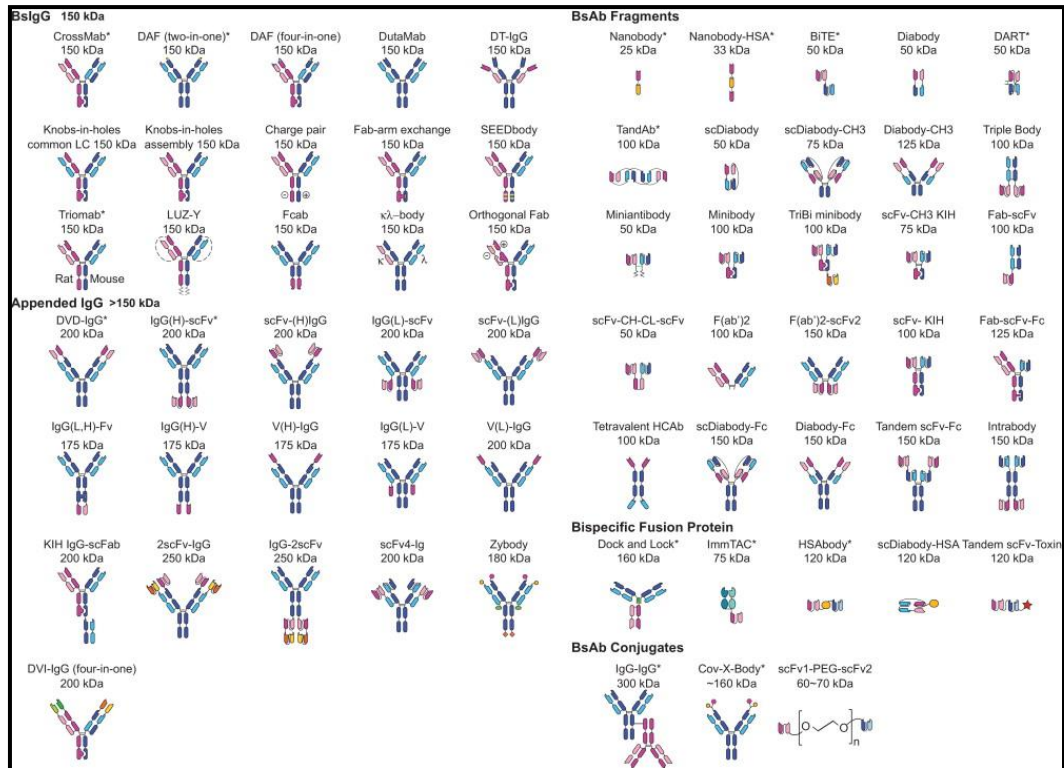 BsIgG 150 kDa
CrossMab* DAF (two-in-one)* DAF (four-in-one) DutaMab DT-IgG
150 kDa 150 kDa 150 kDa 150 kDa 150 kDa
Knobs-in-holes Knobs-in-holes Charge pair Fab-arm exchange SEEDbody
common LC 150 kDa assembly 150 kDa 150 kDa 150 kDa 150 kDa
⊖ ⊕
Triomab* LUZ-Y Fcab κλ–body Orthogonal Fab
150 kDa 150 kDa 150 kDa 150 kDa 150 kDa
⊕
⊖
κ λ
Rat Mouse
Appended IgG >150 kDa
DVD-IgG* IgG(H)-scFv* scFv-(H)IgG IgG(L)-scFv scFv-(L)IgG
200 kDa 200 kDa 200 kDa 200 kDa 200 kDa
IgG(L,H)-Fv IgG(H)-V V(H)-IgG IgG(L)-V V(L)-IgG
175 kDa 175 kDa 175 kDa 175 kDa 200 kDa
KIH IgG-scFab 2scFv-IgG IgG-2scFv scFv4-Ig Zybody
200 kDa 250 kDa 250 kDa 200 kDa 180 kDa
DVI-IgG (four-in-one)
200 kDa
BsAb Fragments
Nanobody* Nanobody-HSA* BiTE* Diabody DART*
25 kDa 33 kDa 50 kDa 50 kDa 50 kDa
TandAb* scDiabody scDiabody-CH3 Diabody-CH3 Triple Body
100 kDa 50 kDa 75 kDa 125 kDa 100 kDa
Miniantibody Minibody TriBi minibody scFv-CH3 KIH Fab-scFv
50 kDa 100 kDa 100 kDa 75 kDa 100 kDa
scFv-CH-CL-scFv F(ab')2 F(ab')2-scFv2 scFv- KIH Fab-scFv-Fc
50 kDa 100 kDa 150 kDa 100 kDa 125 kDa
Tetravalent HCAb scDiabody-Fc Diabody-Fc Tandem scFv-Fc Intrabody
100 kDa 150 kDa 150 kDa 150 kDa 150 kDa
Bispecific Fusion Protein
Dock and Lock* ImmTAC* HSAbody* scDiabody-HSA Tandem scFv-Toxin
160 kDa 75 kDa 120 kDa 120 kDa 120 kDa
BsAb Conjugates
IgG-IgG* Cov-X-Body* scFv1-PEG-scFv2
300 kDa ~160 kDa 60~70 kDa
O O n